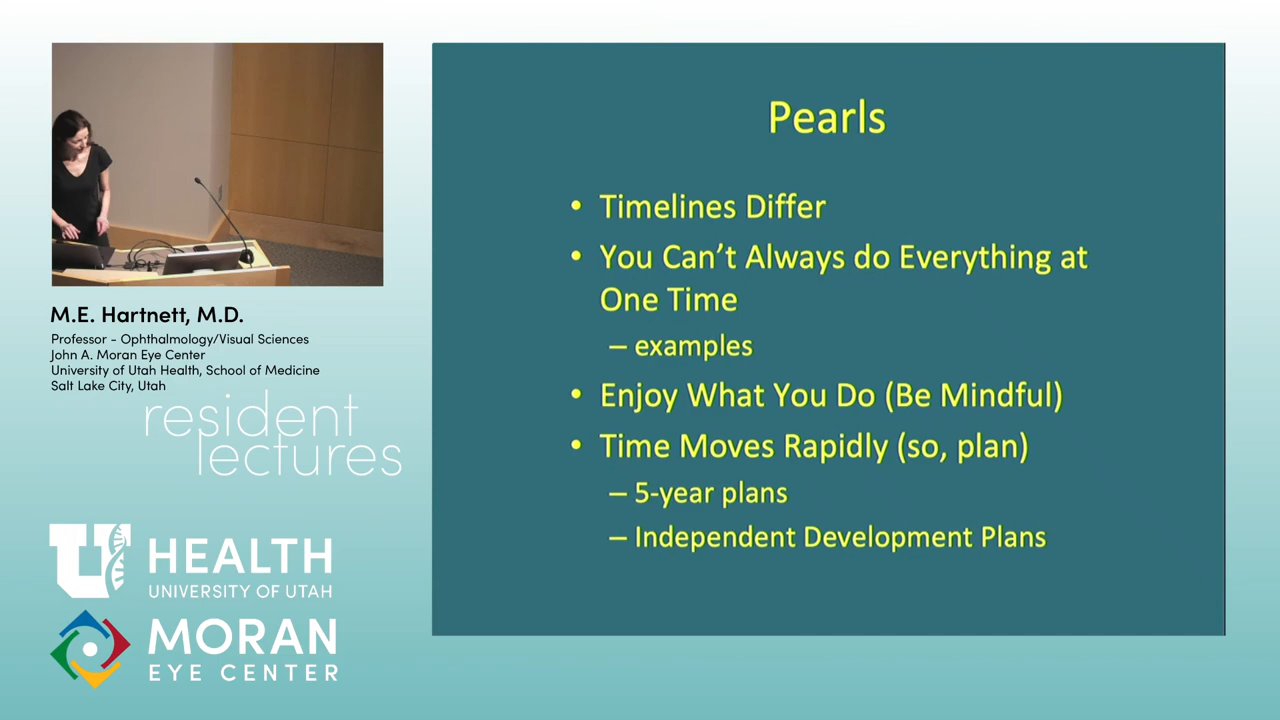 Pearls
• Timelines Differ
• You Can't Always do Everything at
One Time
– examples
• Enjoy What You Do (Be Mindful)
• Time Moves Rapidly (so, plan)
– 5-year plans
– Independent Development Plans
M.E. Hartnett, M.D.
Professor - Ophthalmology/Visual Sciences
John A. Moran Eye Center
University of Utah Health, School of Medicine
Salt Lake City, Utah
resident
lectures
U HEALTH
UNIVERSITY OF UTAH
MORAN
EYE CENTER